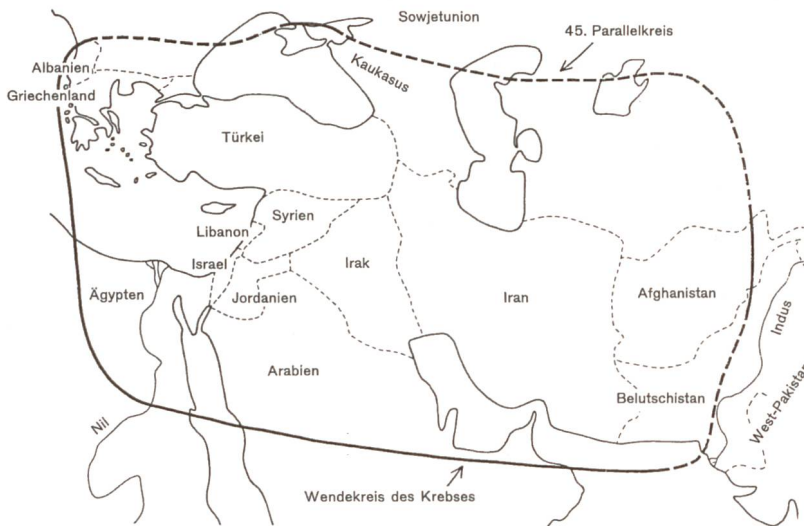 Sowjetunion
45. Parallelkreis
Albanien
Kaukasus
Griechenland
Türkei
Syrien
Libanon
Israel
Irak
Ägypten
Jordanien
Iran
Afghanistan
Indus
Arabien
Belutschistan
West-Pakistan
Nil
Wendekreis des Krebses